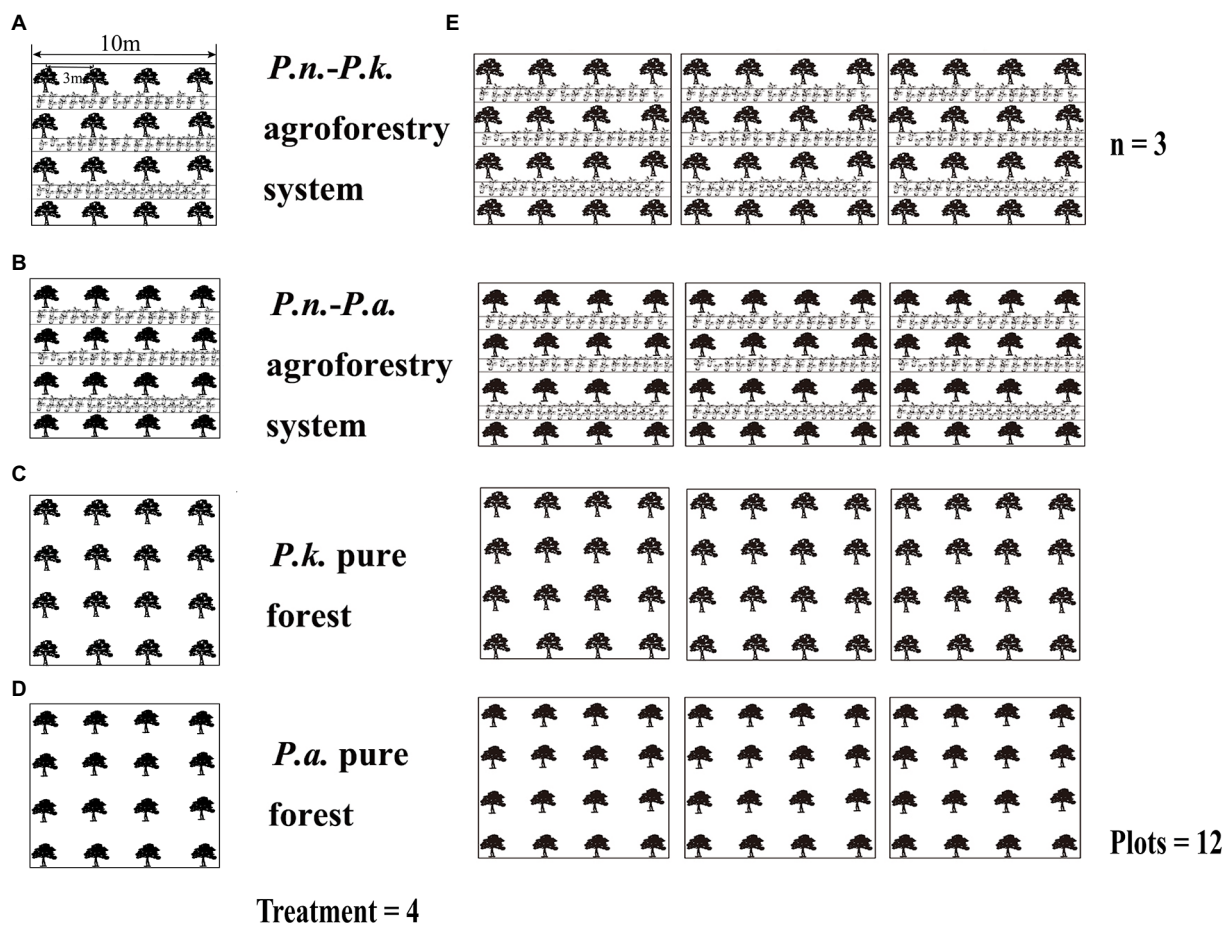 A
10m
3m
P.n.-P.k.
agroforestry
system
E
n = 3
B
P.n.-P.a.
agroforestry
system
C
P.k. pure
forest
D
P.a. pure
forest
Plots = 12
Treatment = 4